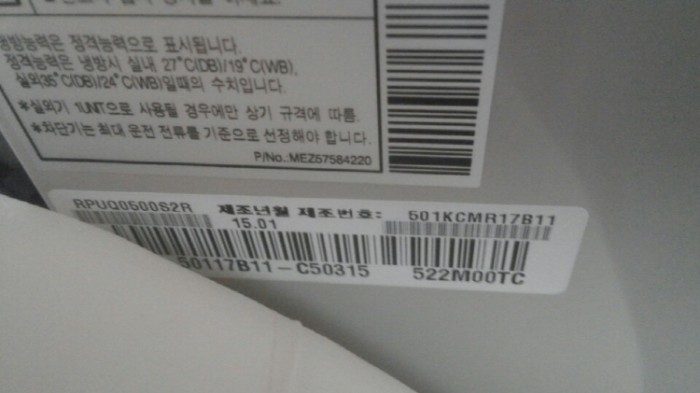 냉방능력은 정격능력으로 표시됩니다.
정격능력은 냉방시 실내 27°C(DB)/19°C(WB),
실외35°C(DB)/24°C(WB)일때의 수치입니다.
※실외기 1UNIT으로 사용될 경우에만 상기 규격에 따름.
※차단기는 최대 운전 전류를 기준으로 선정해야 합니다.
P/No.:MEZ67584220
RPUQ0500S2R 제조년월 제조번호: 501KCMR17B11
15.01
50117B11-C50315 522M00TC